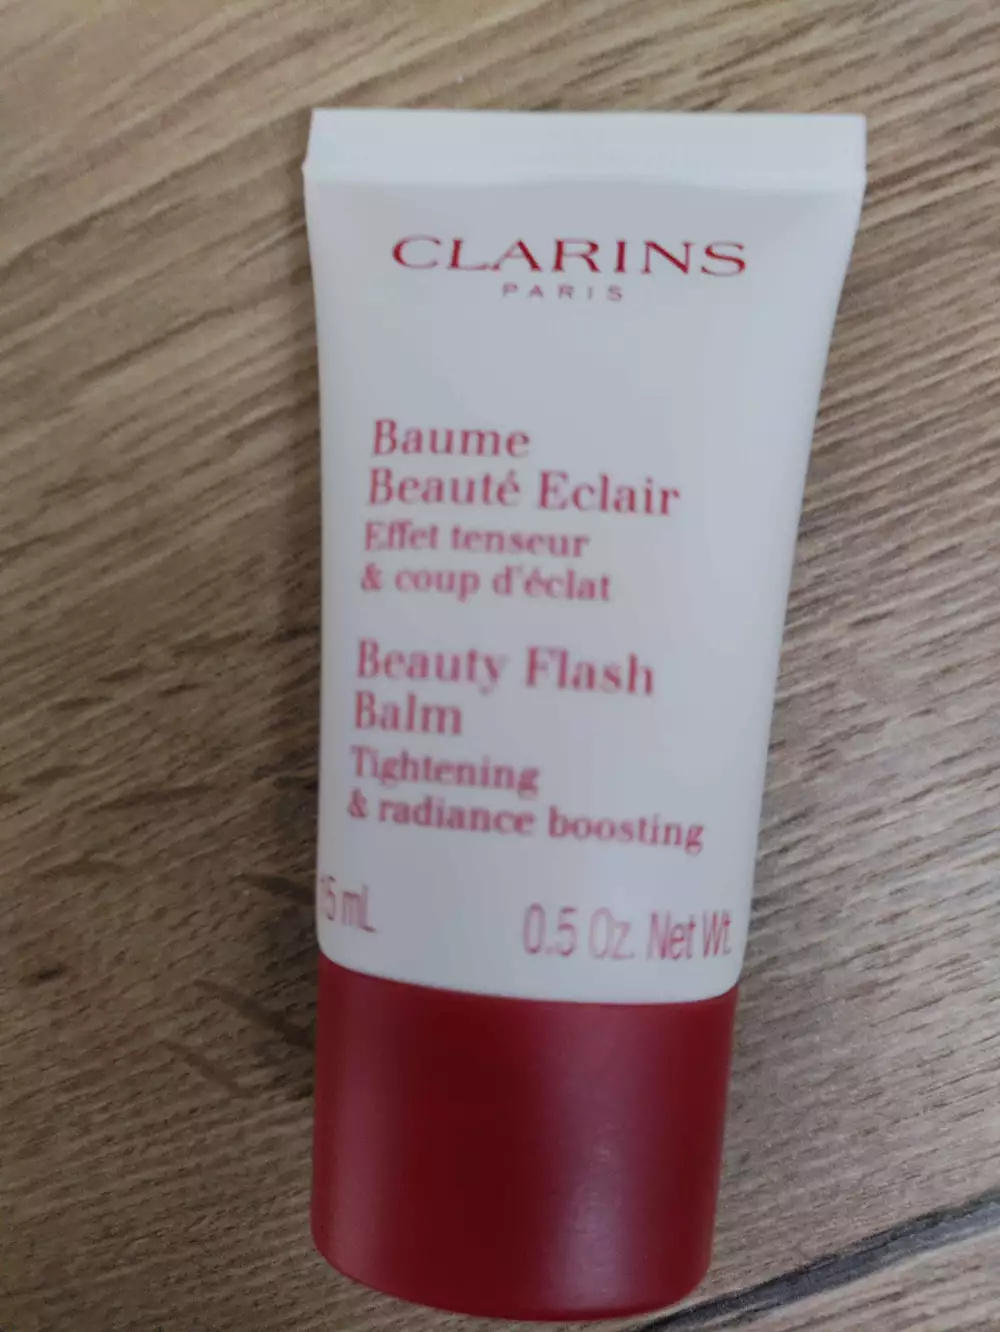 CLARINS
PARIS
Baume
Beauté Eclair
Effet tenseur
& coup d'éclat
Beauty Flash
Balm
Tightening
& radiance boosting
15 mL 0.5 Oz. Net Wt.